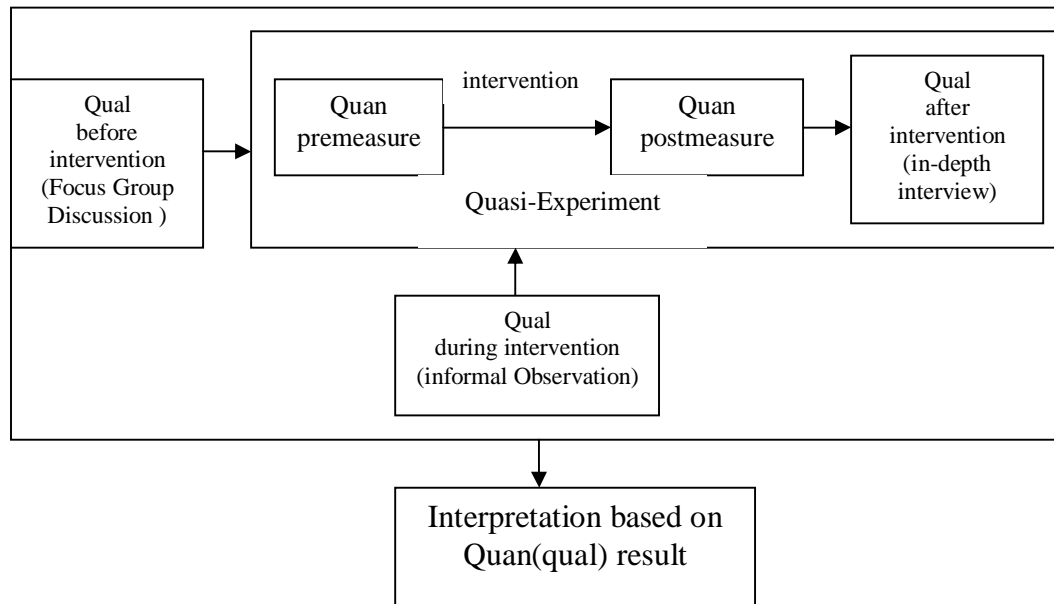 Qual
before
intervention
(Focus Group
Discussion )
Quan
premeasure
intervention
Quan
postmeasure
Qual
after
intervention
(in-depth
interview)
Quasi-Experiment
Qual
during intervention
(informal Observation)
Interpretation based on
Quan(qual) result